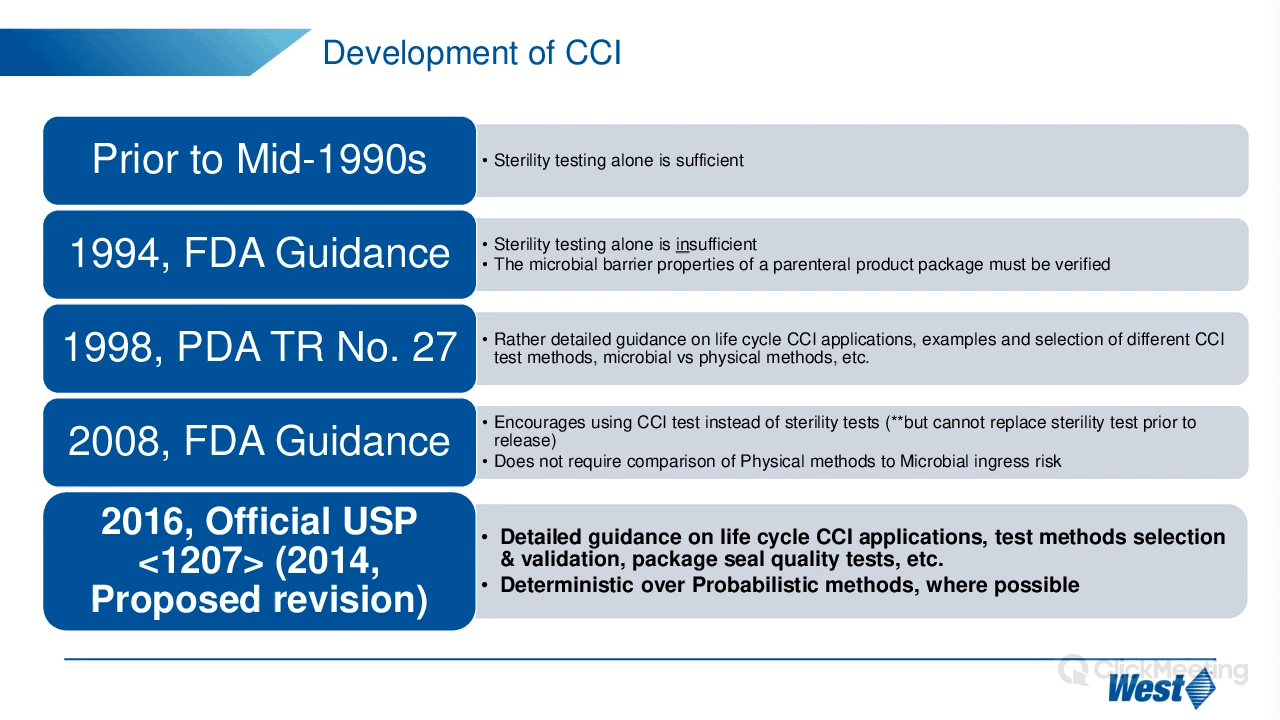 Development of CCI
Prior to Mid-1990s
• Sterility testing alone is sufficient
1994, FDA Guidance
• Sterility testing alone is insufficient
• The microbial barrier properties of a parenteral product package must be verified
1998, PDA TR No. 27
• Rather detailed guidance on life cycle CCI applications, examples and selection of different CCI
test methods, microbial vs physical methods, etc.
2008, FDA Guidance
• Encourages using CCI test instead of sterility tests (**but cannot replace sterility test prior to
release)
• Does not require comparison of Physical methods to Microbial ingress risk
2016, Official USP
<1207> (2014,
Proposed revision)
• Detailed guidance on life cycle CCI applications, test methods selection
& validation, package seal quality tests, etc.
• Deterministic over Probabilistic methods, where possible
ClickMeeting
West